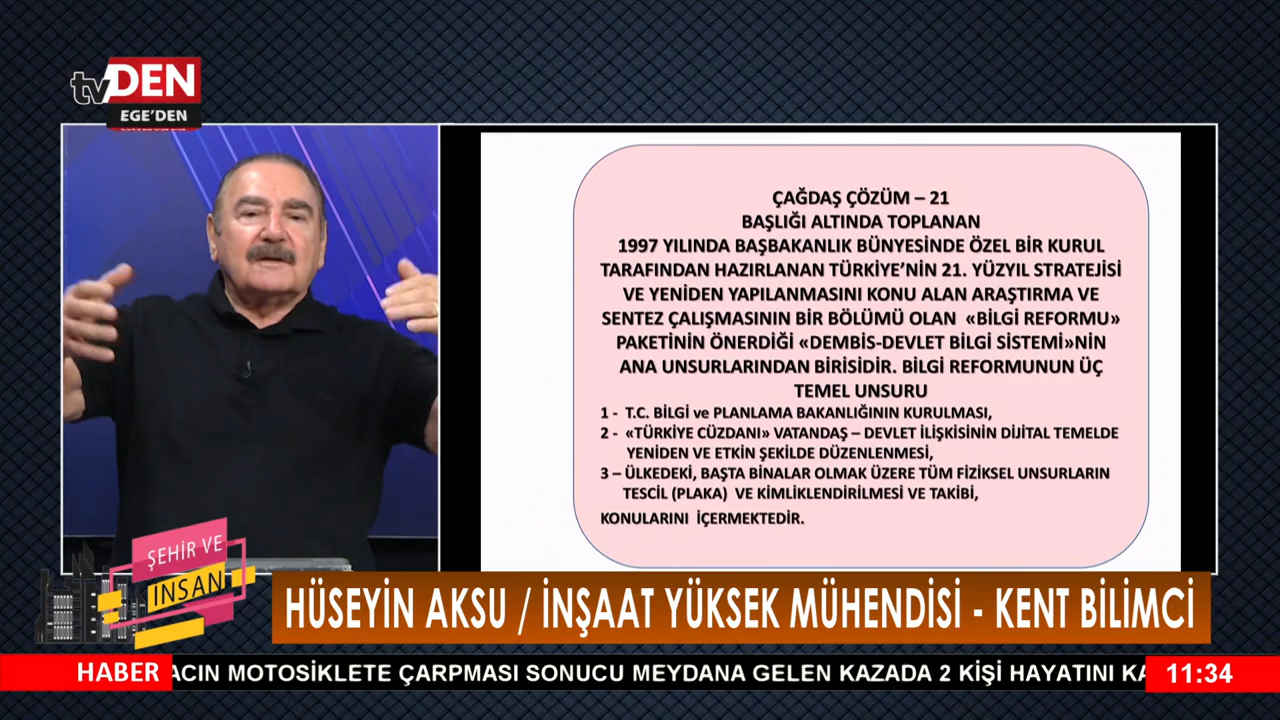 tvDEN
EGE'DEN
ÇAĞDAŞ ÇÖZÜM – 21
BAŞLIĞI ALTINDA TOPLANAN
1997 YILINDA BAŞBAKANLIK BÜNYESİNDE ÖZEL BİR KURUL
TARAFINDAN HAZIRLANAN TÜRKİYE'NİN 21. YÜZYIL STRATEJİSİ
VE YENİDEN YAPILANMASINI KONU ALAN ARAŞTIRMA VE
SENTEZ ÇALIŞMASININ BİR BÖLÜMÜ OLAN «BİLGİ REFORMU»
PAKETİNİN ÖNERDİĞİ «DEMBİS-DEVLET BİLGİ SİSTEMİ»NİN
ANA UNSURLARINDAN BİRİSİDİR. BİLGİ REFORMUNUN ÜÇ
TEMEL UNSURU
1 - T.C. BİLGİ ve PLANLAMA BAKANLIĞININ KURULMASI,
2 - «TÜRKİYE CÜZDANI» VATANDAŞ – DEVLET İLİŞKİSİNİN DİJİTAL TEMELDE
YENİDEN VE ETKİN ŞEKİLDE DÜZENLENMESİ,
3 – ÜLKEDEKİ, BAŞTA BİNALAR OLMAK ÜZERE TÜM FİZİKSEL UNSURLARIN
TESCİL (PLAKA) VE KİMLİKLENDİRİLMESİ VE TAKİBİ,
KONULARINI İÇERMEKTEDİR.
ŞEHİR VE
İNSAN
HÜSEYİN AKSU / İNŞAAT YÜKSEK MÜHENDİSİ - KENT BİLİMCİ
HABER ACIN MOTOSİKLETE ÇARPMASI SONUCU MEYDANA GELEN KAZADA 2 KİŞİ HAYATINI KA 11:34